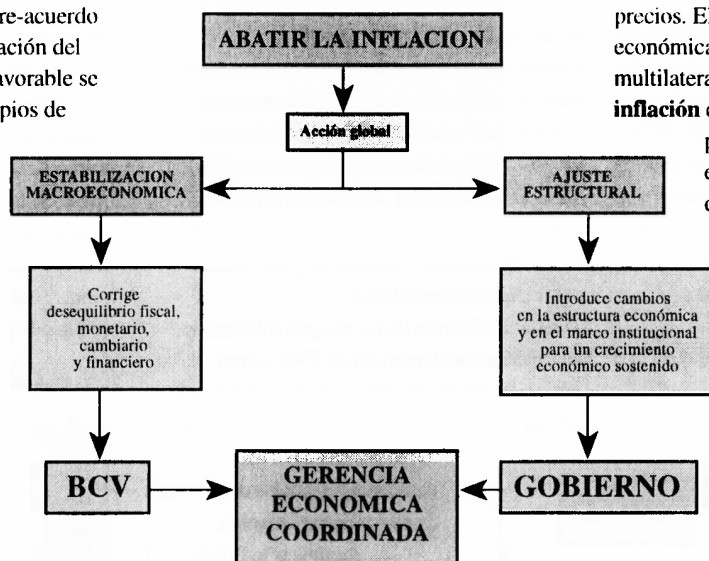 re-acuerdo
ación del
avorable se
pios de
precios. El
económica
multilatera
inflación
ABATIR LA INFLACION
Acción global
ESTABILIZACION
MACROECONOMICA
AJUSTE
ESTRUCTURAL
Corrige
desequilibrio fiscal,
monetario,
cambiario
y financiero
Introduce cambios
en la estructura económica
y en el marco institucional
para un crecimiento
económico sostenido
BCV
GERENCIA
ECONOMICA
COORDINADA
GOBIERNO